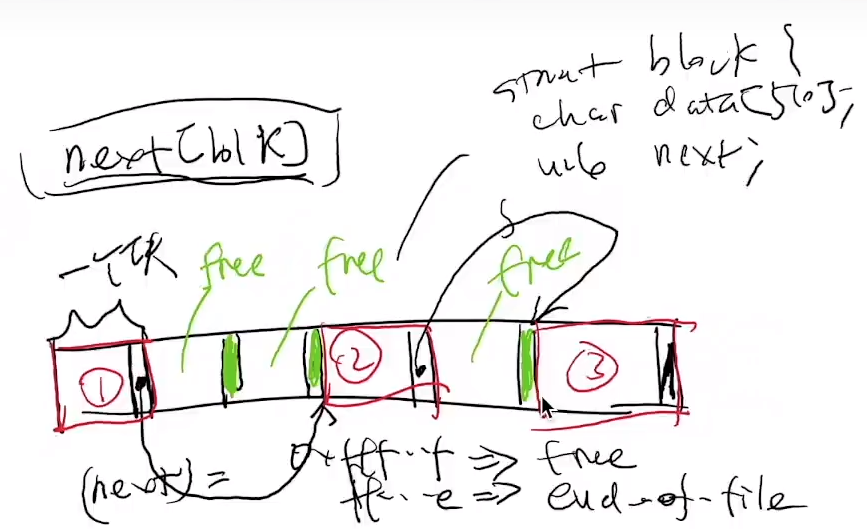 struct block {
char data[510];
u16 next;
next[blk]
一个块
free
free
free
①
②
③
(next) =
0xfff..f => free
ff...e => end-of-file